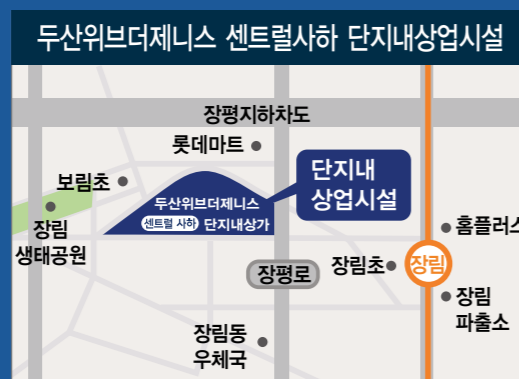 두산위브더제니스 센트럴사하 단지내상업시설
장평지하차도
롯데마트
단지내
상업시설
보림초
두산위브더제니스
센트럴 사하 단지내상가
장림
생태공원
홈플러스
장평로
장림초
장림
장림
파출소
장림동
우체국